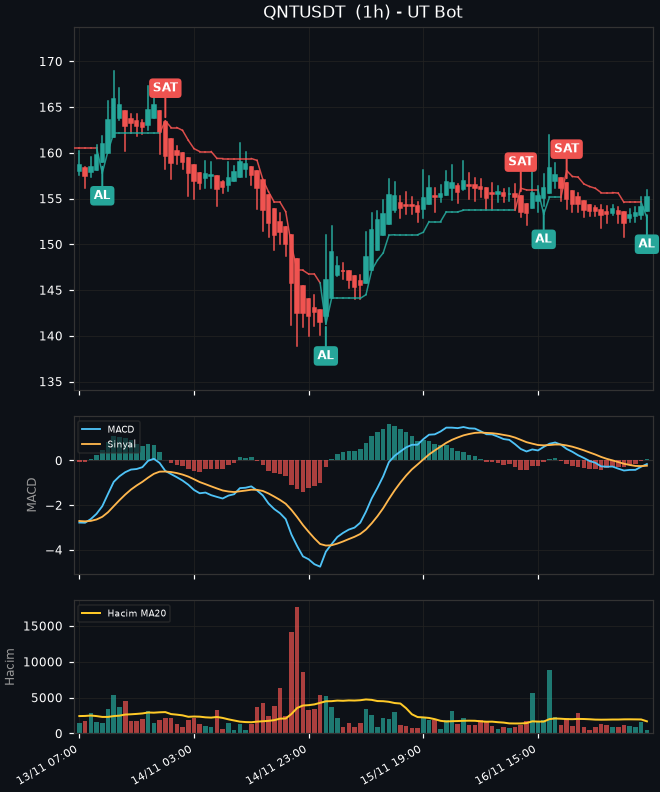 QNTUSDT  (1h) - UT Bot
170
165
160
155
150
145
140
135
SAT
AL
AL
SAT
SAT
AL
AL
MACD
Sinyal
MACD
0
−2
−4
Hacim MA20
Hacim
15000
10000
5000
0
13/11 07:00
14/11 03:00
14/11 23:00
15/11 19:00
16/11 15:00